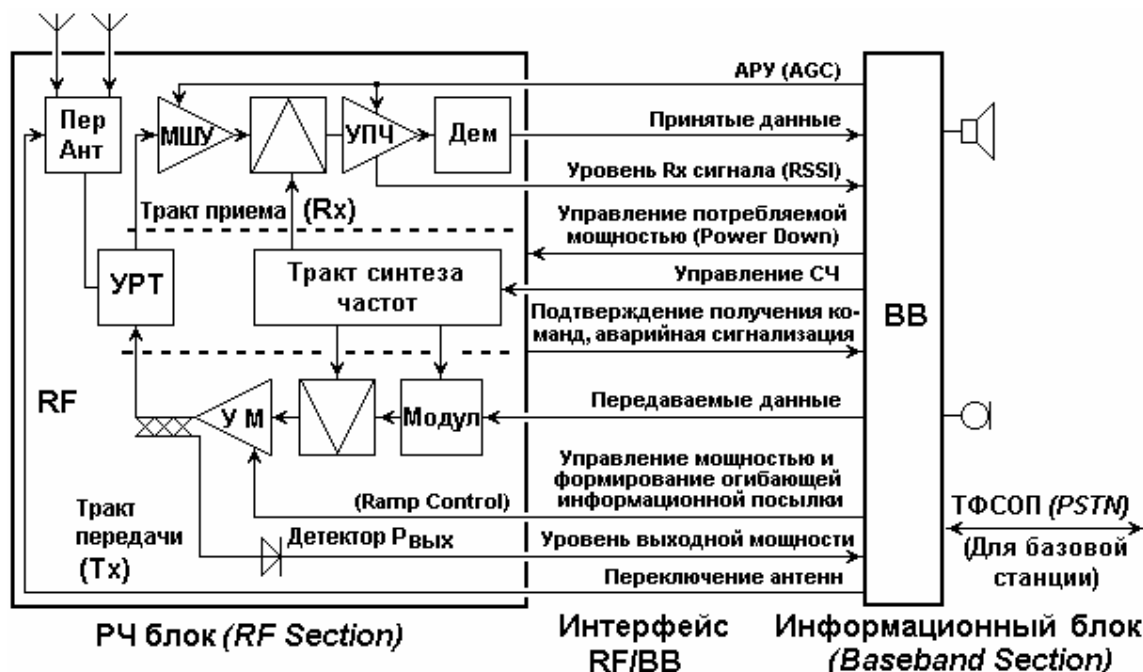 АРУ (AGC)
Пер
Ант
МШУ
УПЧ
Дем
Принятые данные
Уровень Rx сигнала (RSSI)
Тракт приема (Rx)
Управление потребляемой
мощностью (Power Down)
УРТ
Тракт синтеза
частот
Управление СЧ
BB
Подтверждение получения ко-
манд, аварийная сигнализация
RF
У М
Модул
Передаваемые данные
Управление мощностью и
формирование огибающей
информационной посылки
(Ramp Control)
Тракт
передачи
(Tx)
Детектор Pвых
Уровень выходной мощности
Переключение антенн
ТФСОП (PSTN)
(Для базовой
станции)
РЧ блок (RF Section)
Интерфейс
RF/BB
Информационный блок
(Baseband Section)